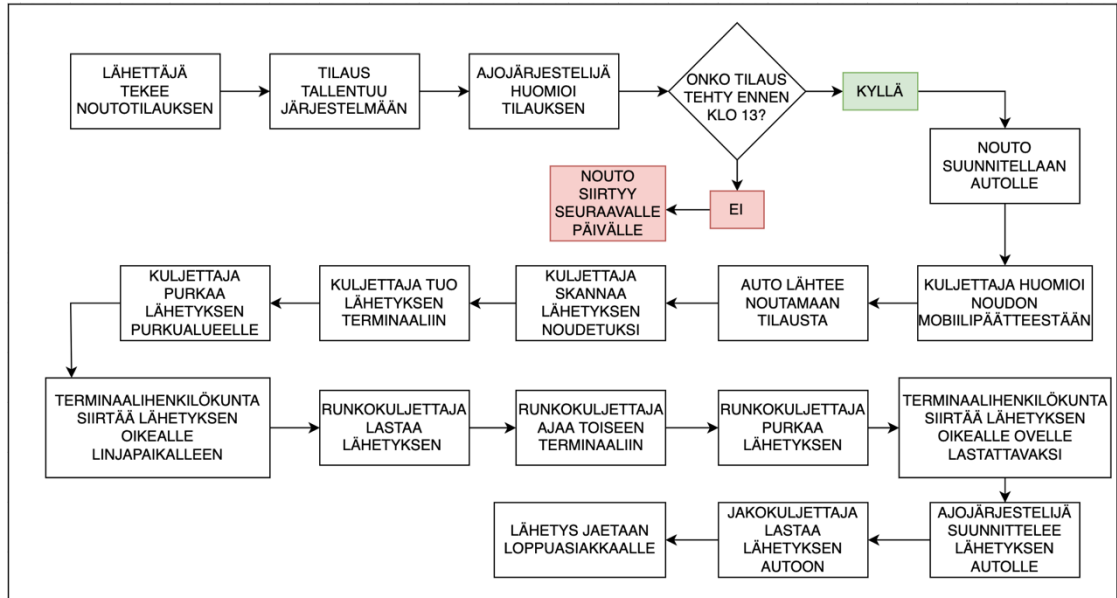 LÄHETTÄJÄ
TEKEE
NOUTOTILAUKSEN
TILAUS
TALLENTUU
JÄRJESTELMÄÄN
AJOJÄRJESTELIJÄ
HUOMIOI
TILAUKSEN
ONKO TILAUS
TEHTY ENNEN
KLO 13?
KYLLÄ
NOUTO
SUUNNITELLAAN
AUTOLLE
EI
NOUTO
SIIRTYY
SEURAAVALLE
PÄIVÄLLE
KULJETTAJA HUOMIOI
NOUDON
MOBIILIPÄÄTTEESTÄÄN
AUTO LÄHTEE
NOUTAMAAN
TILAUSTA
KULJETTAJA
SKANNAA
LÄHETYKSEN
NOUDETUKSI
KULJETTAJA TUO
LÄHETYKSEN
TERMINAALIIN
KULJETTAJA
PURKAA
LÄHETYKSEN
PURKUALUEELLE
TERMINAALIHENKILÖKUNTA
SIIRTÄÄ LÄHETYKSEN
OIKEALLE
LINJAPAIKALLEEN
RUNKOKULJETTAJA
LASTAA
LÄHETYKSEN
RUNKOKULJETTAJA
AJAA TOISEEN
TERMINAALIIN
RUNKOKULJETTAJA
PURKAA
LÄHETYKSEN
TERMINAALIHENKILÖKUNTA
SIIRTÄÄ LÄHETYKSEN
OIKEALLE OVELLE
LASTATTAVAKSI
AJOJÄRJESTELIJÄ
SUUNNITTELEE
LÄHETYKSEN
AUTOLLE
JAKOKULJETTAJA
LASTAA
LÄHETYKSEN
AUTOON
LÄHETYS JAETAAN
LOPPUASIAKKAALLE